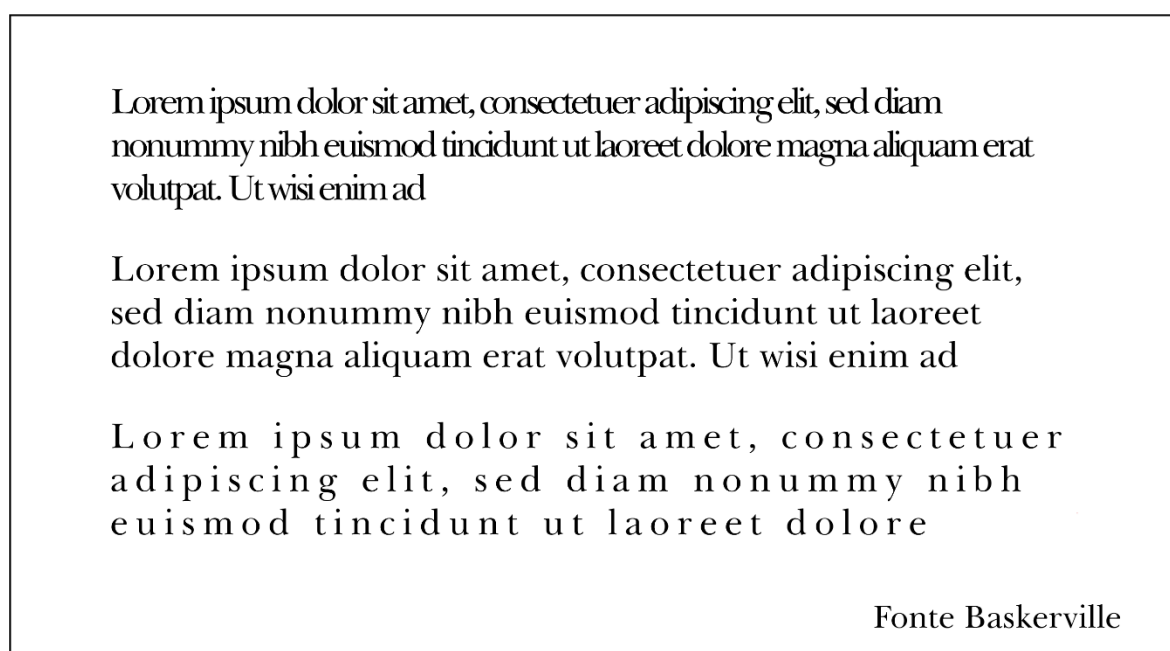 Lorem ipsum dolor sit amet, consectetuer adipiscing elit, sed diam
nonummy nibh euismod tincidunt ut laoreet dolore magna aliquam erat
volutpat. Ut wisi enim ad
Lorem ipsum dolor sit amet, consectetuer adipiscing elit,
sed diam nonummy nibh euismod tincidunt ut laoreet
dolore magna aliquam erat volutpat. Ut wisi enim ad
Lorem ipsum dolor sit amet, consectetuer
adipiscing elit, sed diam nonummy nibh
euismod tincidunt ut laoreet dolore
Fonte Baskerville